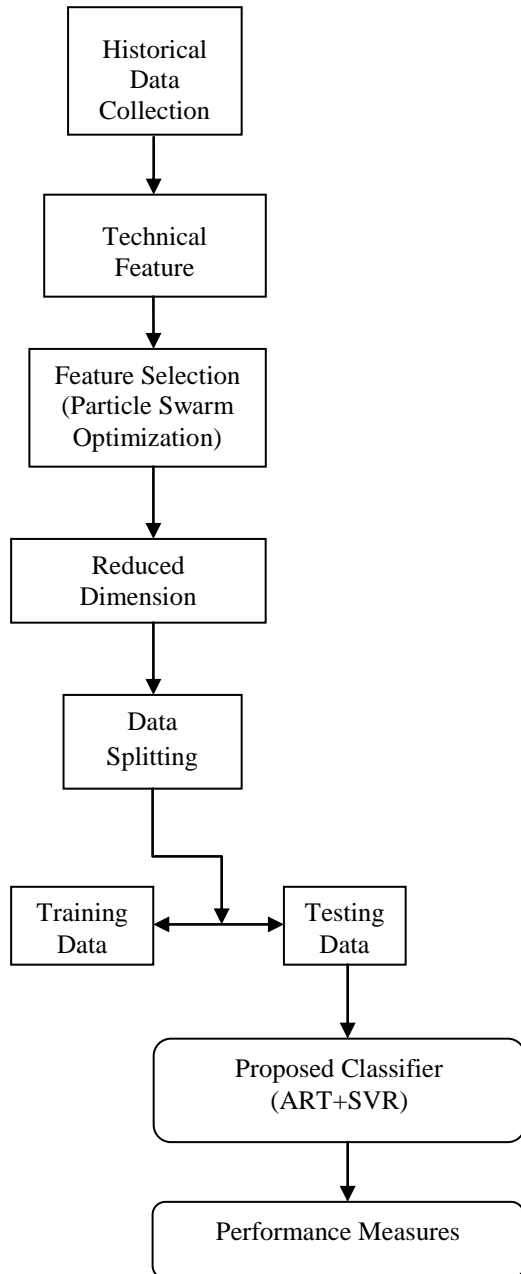 Historical
Data
Collection
Technical
Feature
Feature Selection
(Particle Swarm
Optimization)
Reduced
Dimension
Data
Splitting
Training
Data
Testing
Data
Proposed Classifier
(ART+SVR)
Performance Measures